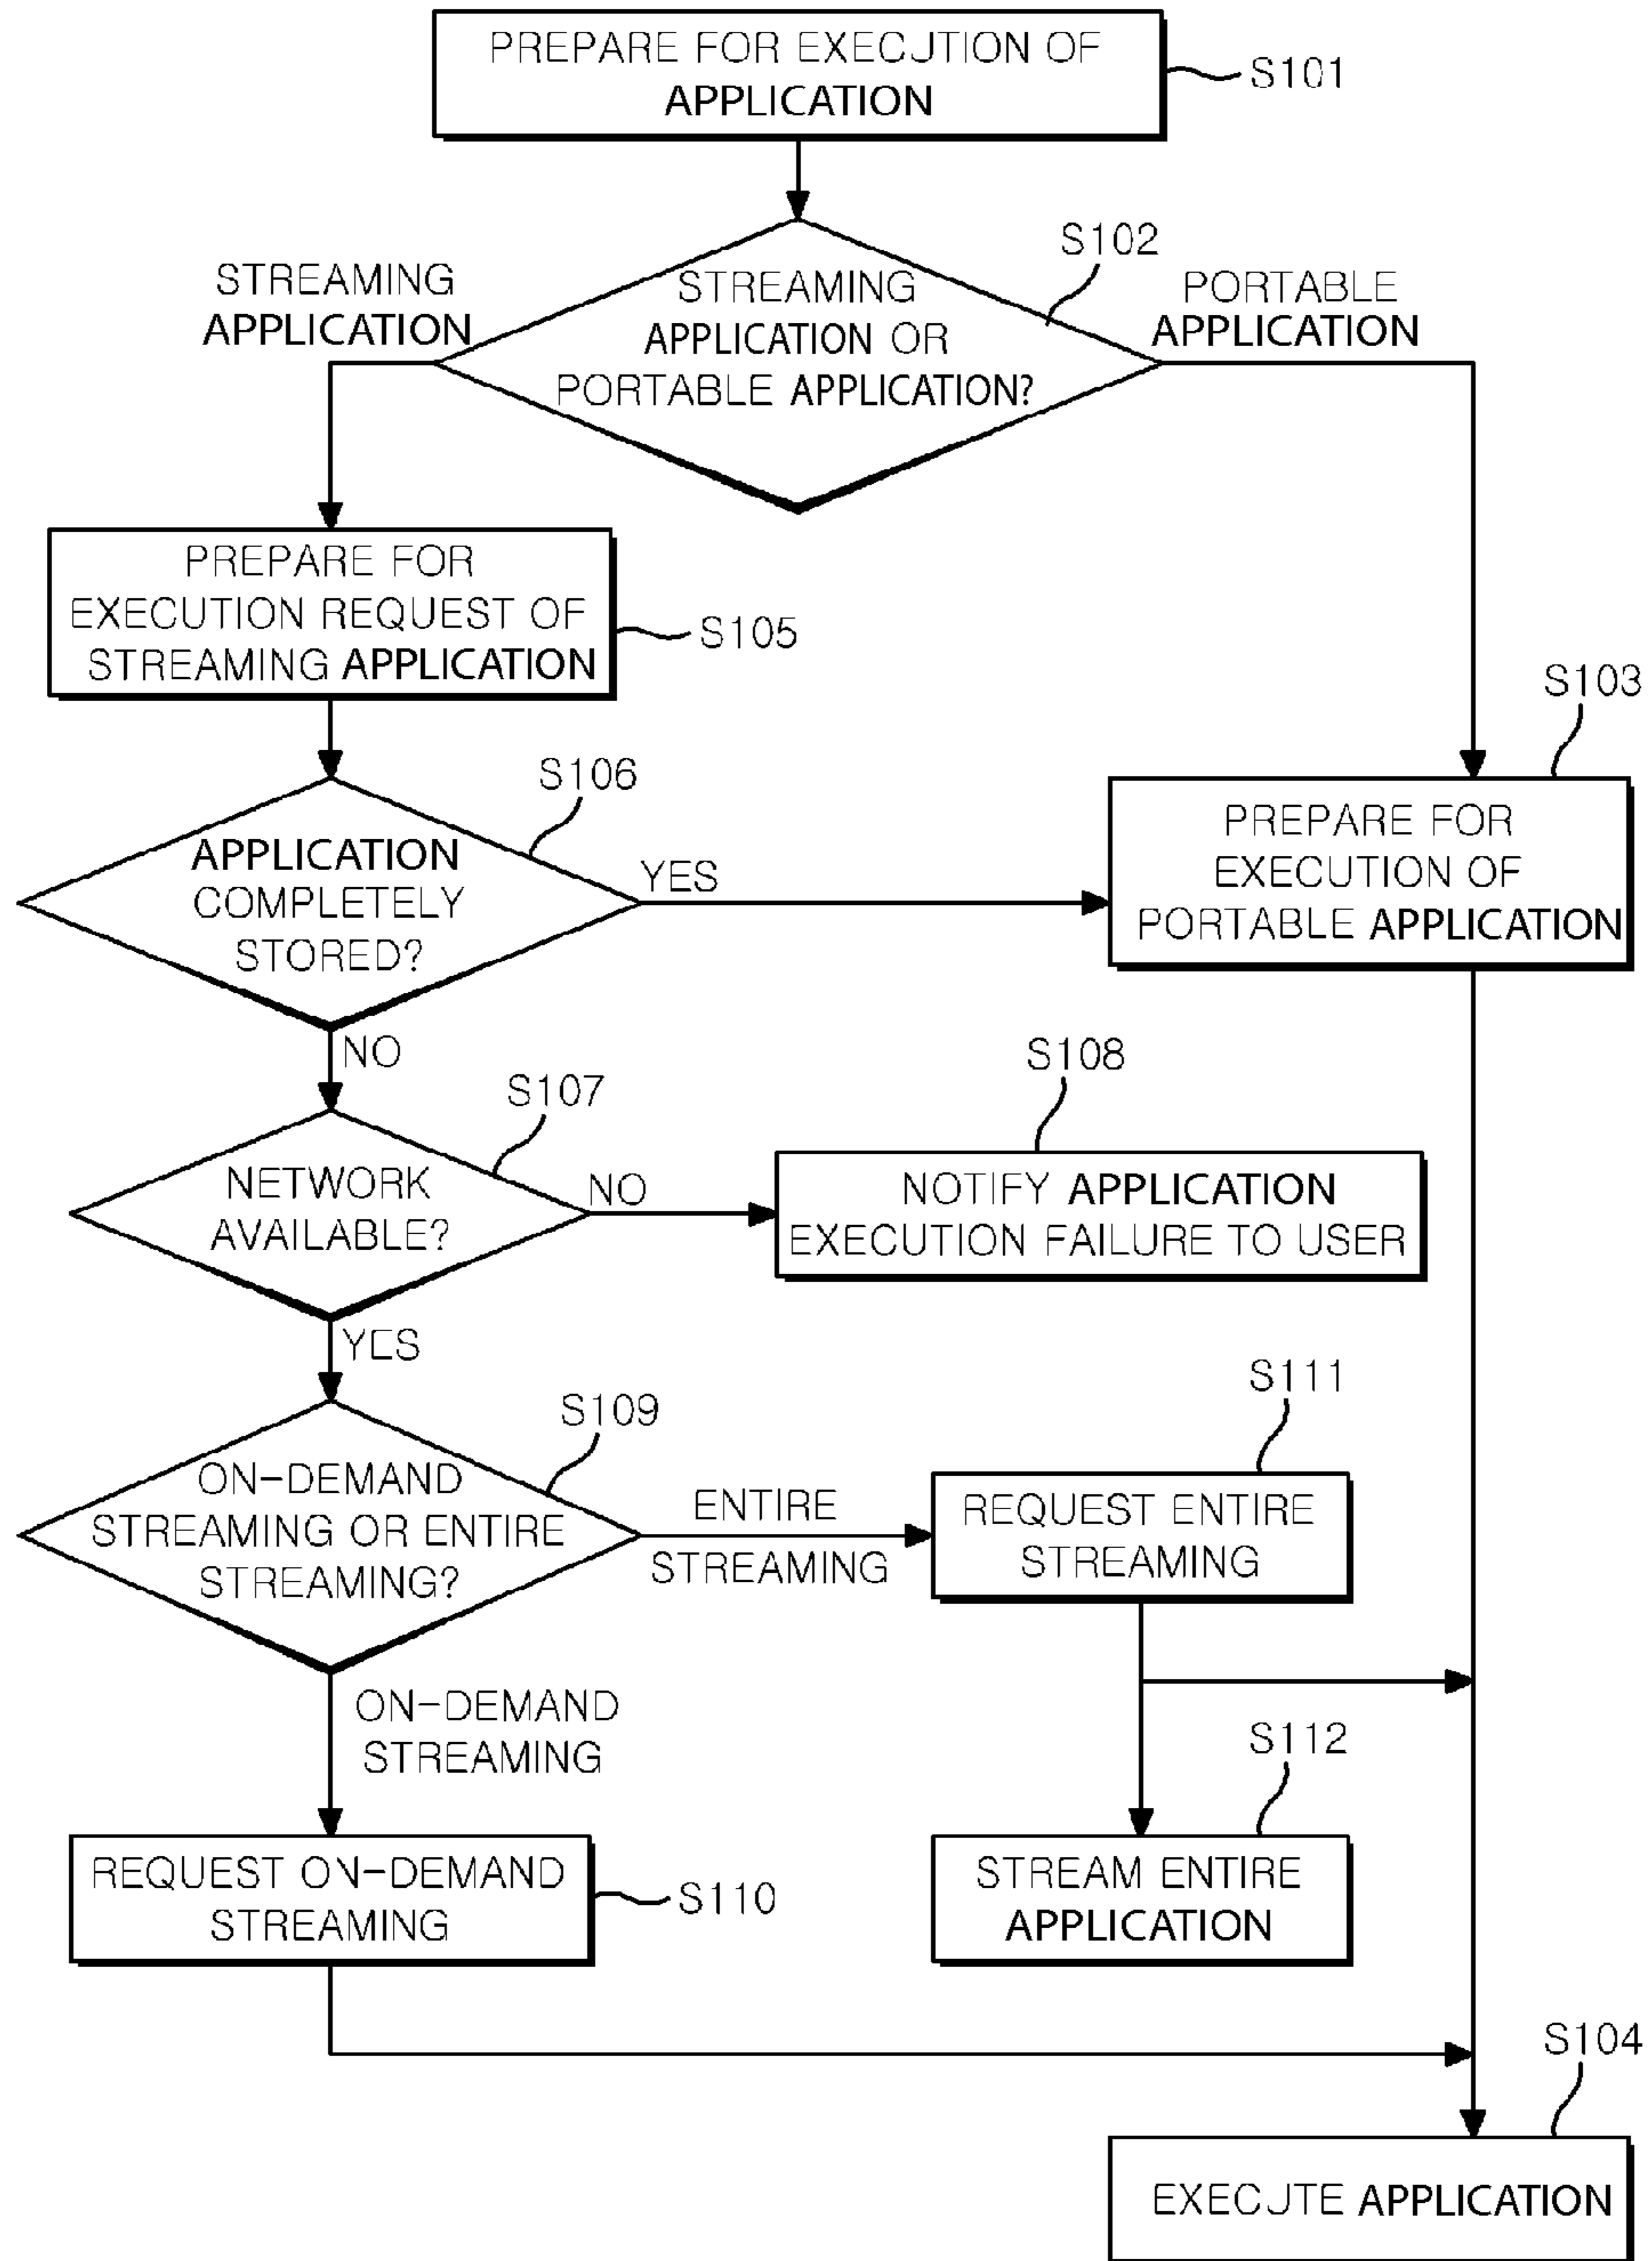 PREPARE FOR EXECUTION OF
APPLICATION
S101
S102
STREAMING
APPLICATION
STREAMING
APPLICATION OR
PORTABLE APPLICATION?
PORTABLE
APPLICATION
PREPARE FOR
EXECUTION REQUEST OF
STREAMING APPLICATION
S105
S103
S106
APPLICATION
COMPLETELY
STORED?
YES
PREPARE FOR
EXECUTION OF
PORTABLE APPLICATION
NO
S108
S107
NETWORK
AVAILABLE?
NO
NOTIFY APPLICATION
EXECUTION FAILURE TO USER
YES
S111
S109
ON-DEMAND
STREAMING OR ENTIRE
STREAMING?
ENTIRE
STREAMING
REQUEST ENTIRE
STREAMING
ON-DEMAND
STREAMING
S112
REQUEST ON-DEMAND
STREAMING
S110
STREAM ENTIRE
APPLICATION
S104
EXECUTE APPLICATION